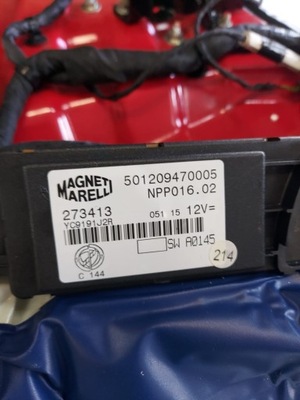 MAGNETI MARELLI
501209470005
NPP016.02
273413
051 15 12V=
YC9191J2R
SW A0145
C 144
214